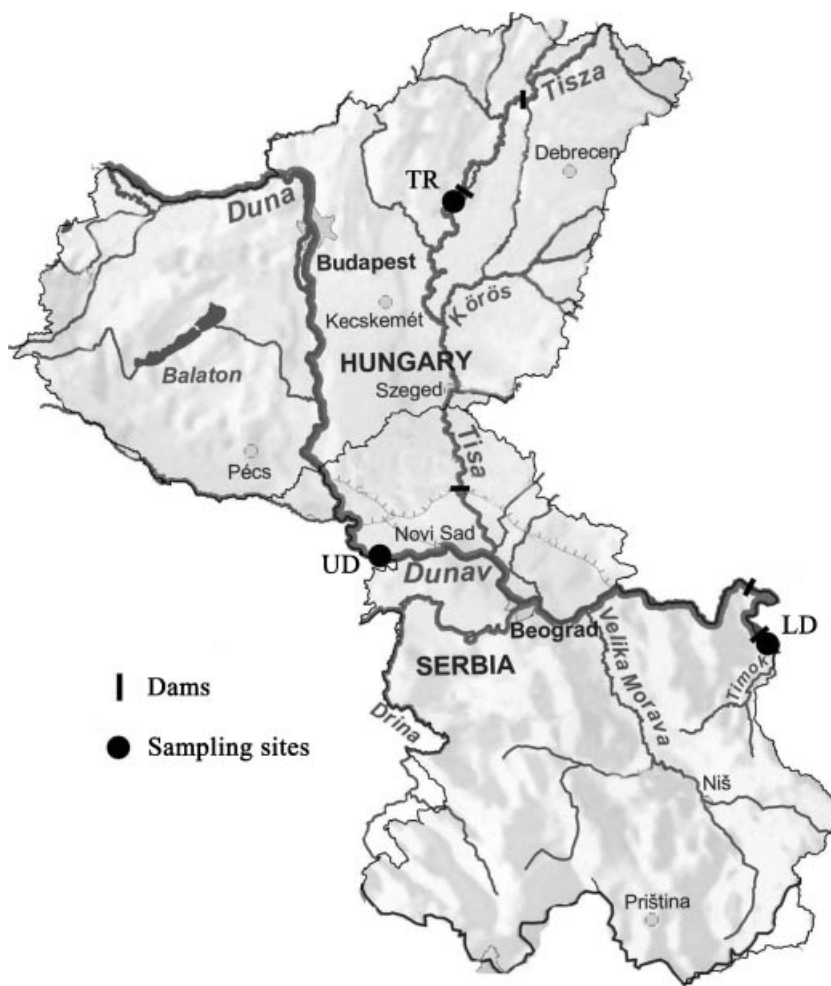 Tisza
Debrecen
TR
Duna
Budapest
Kecskemét
Körös
HUNGARY
Balaton
Szeged
Tisa
Pécs
Novi Sad
UD
Dunav
Beograd
LD
SERBIA
Velika Morava
Timok
Dams
Drina
Sampling sites
Niš
Priština